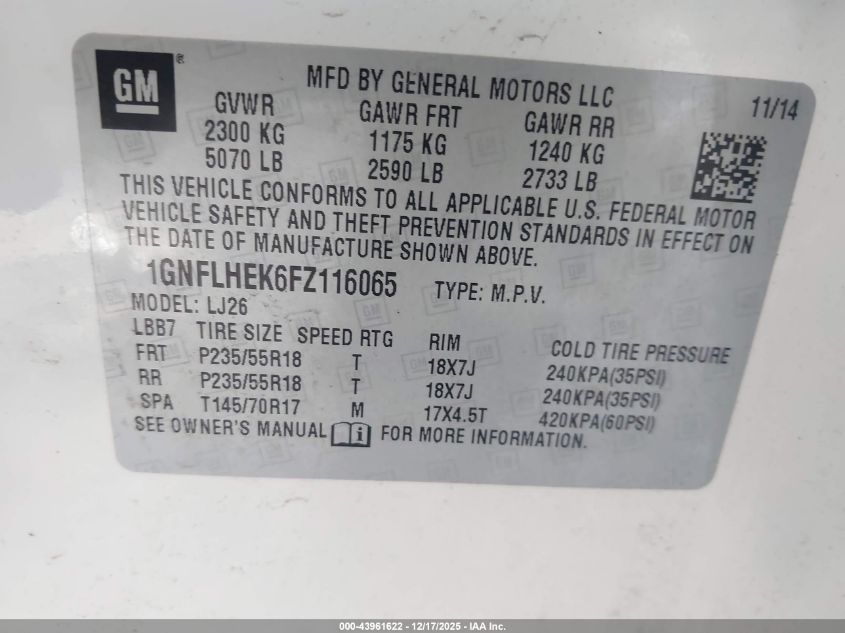 GM ®
MFD BY GENERAL MOTORS LLC
11/14
GVWR GAWR FRT GAWR RR
2300 KG 1175 KG 1240 KG
5070 LB 2590 LB 2733 LB
THIS VEHICLE CONFORMS TO ALL APPLICABLE U.S. FEDERAL MOTOR
VEHICLE SAFETY AND THEFT PREVENTION STANDARDS IN EFFECT ON
THE DATE OF MANUFACTURE SHOWN ABOVE.
1GNFLHEK6FZ116065 TYPE: M.P.V.
MODEL: LJ26
LBB7 TIRE SIZE SPEED RTG RIM COLD TIRE PRESSURE
FRT P235/55R18 T 18X7J 240KPA(35PSI)
RR P235/55R18 T 18X7J 240KPA(35PSI)
SPA T145/70R17 M 17X4.5T 420KPA(60PSI)
SEE OWNER'S MANUAL i FOR MORE INFORMATION.
000-43961622 - 12/17/2025 - IAA Inc.